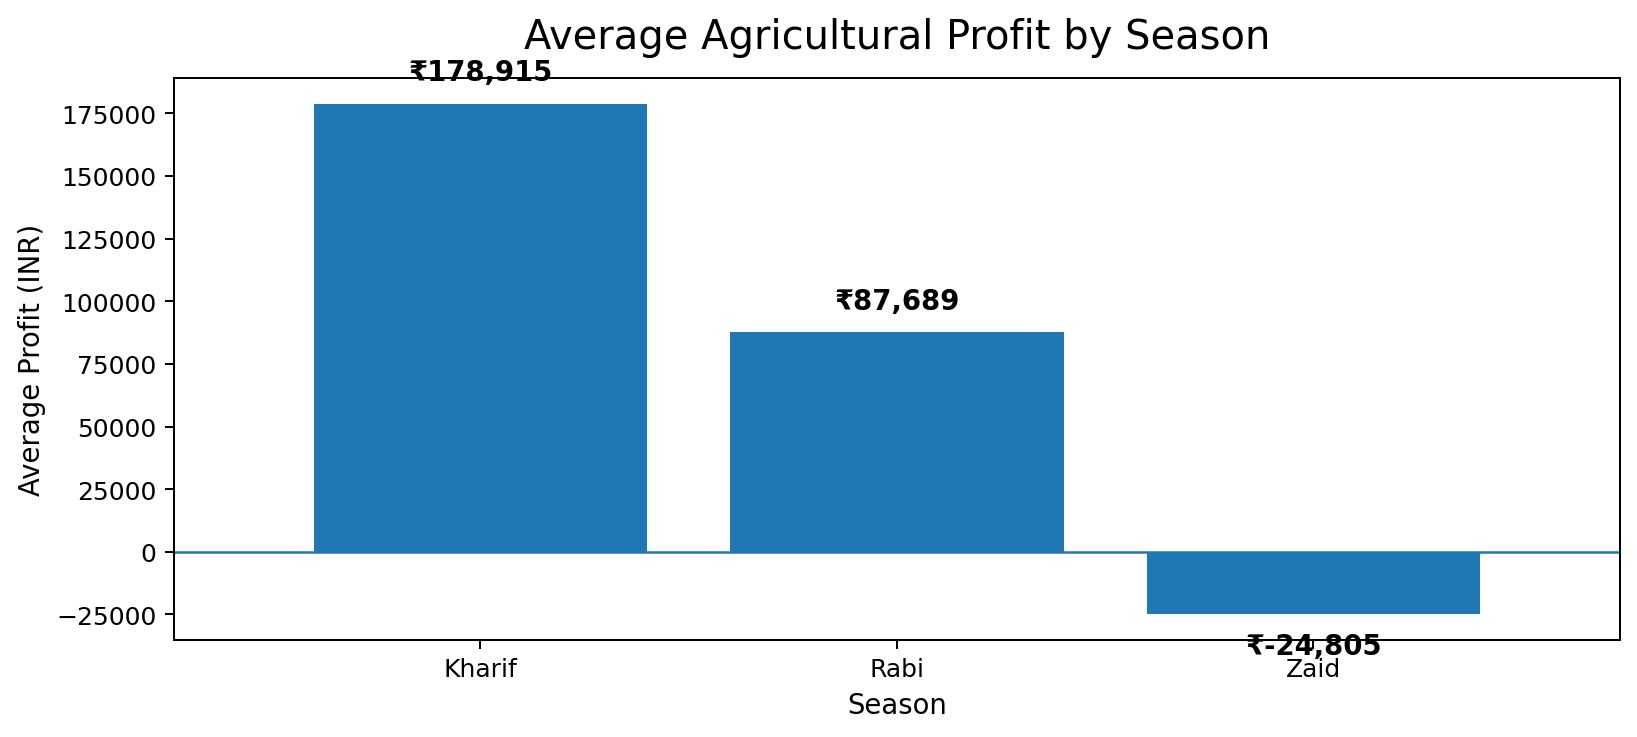 Average Agricultural Profit by Season
₹178,915
175000
150000
125000
100000
75000
50000
25000
0
−25000
Average Profit (INR)
₹87,689
₹-24,805
Kharif
Rabi
Zaid
Season